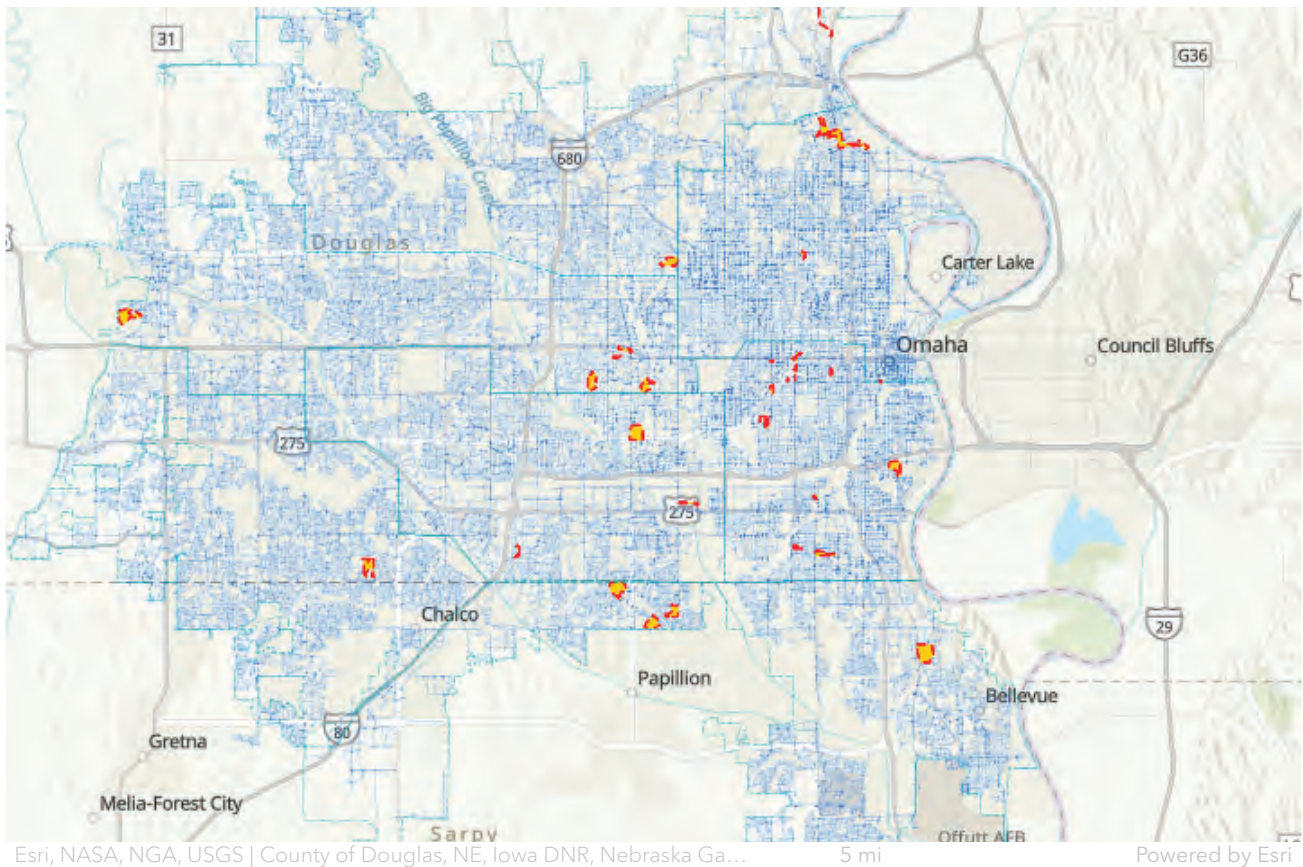 31
G36
Big Papillion Creek
680
Douglas
Carter Lake
Omaha
Council Bluffs
275
275
Chalco
29
Papillion
Bellevue
80
Gretna
Melia-Forest City
Sarpy
Offutt AFB
Esri, NASA, NGA, USGS | County of Douglas, NE, Iowa DNR, Nebraska Ga...
5 mi
Powered by Esri